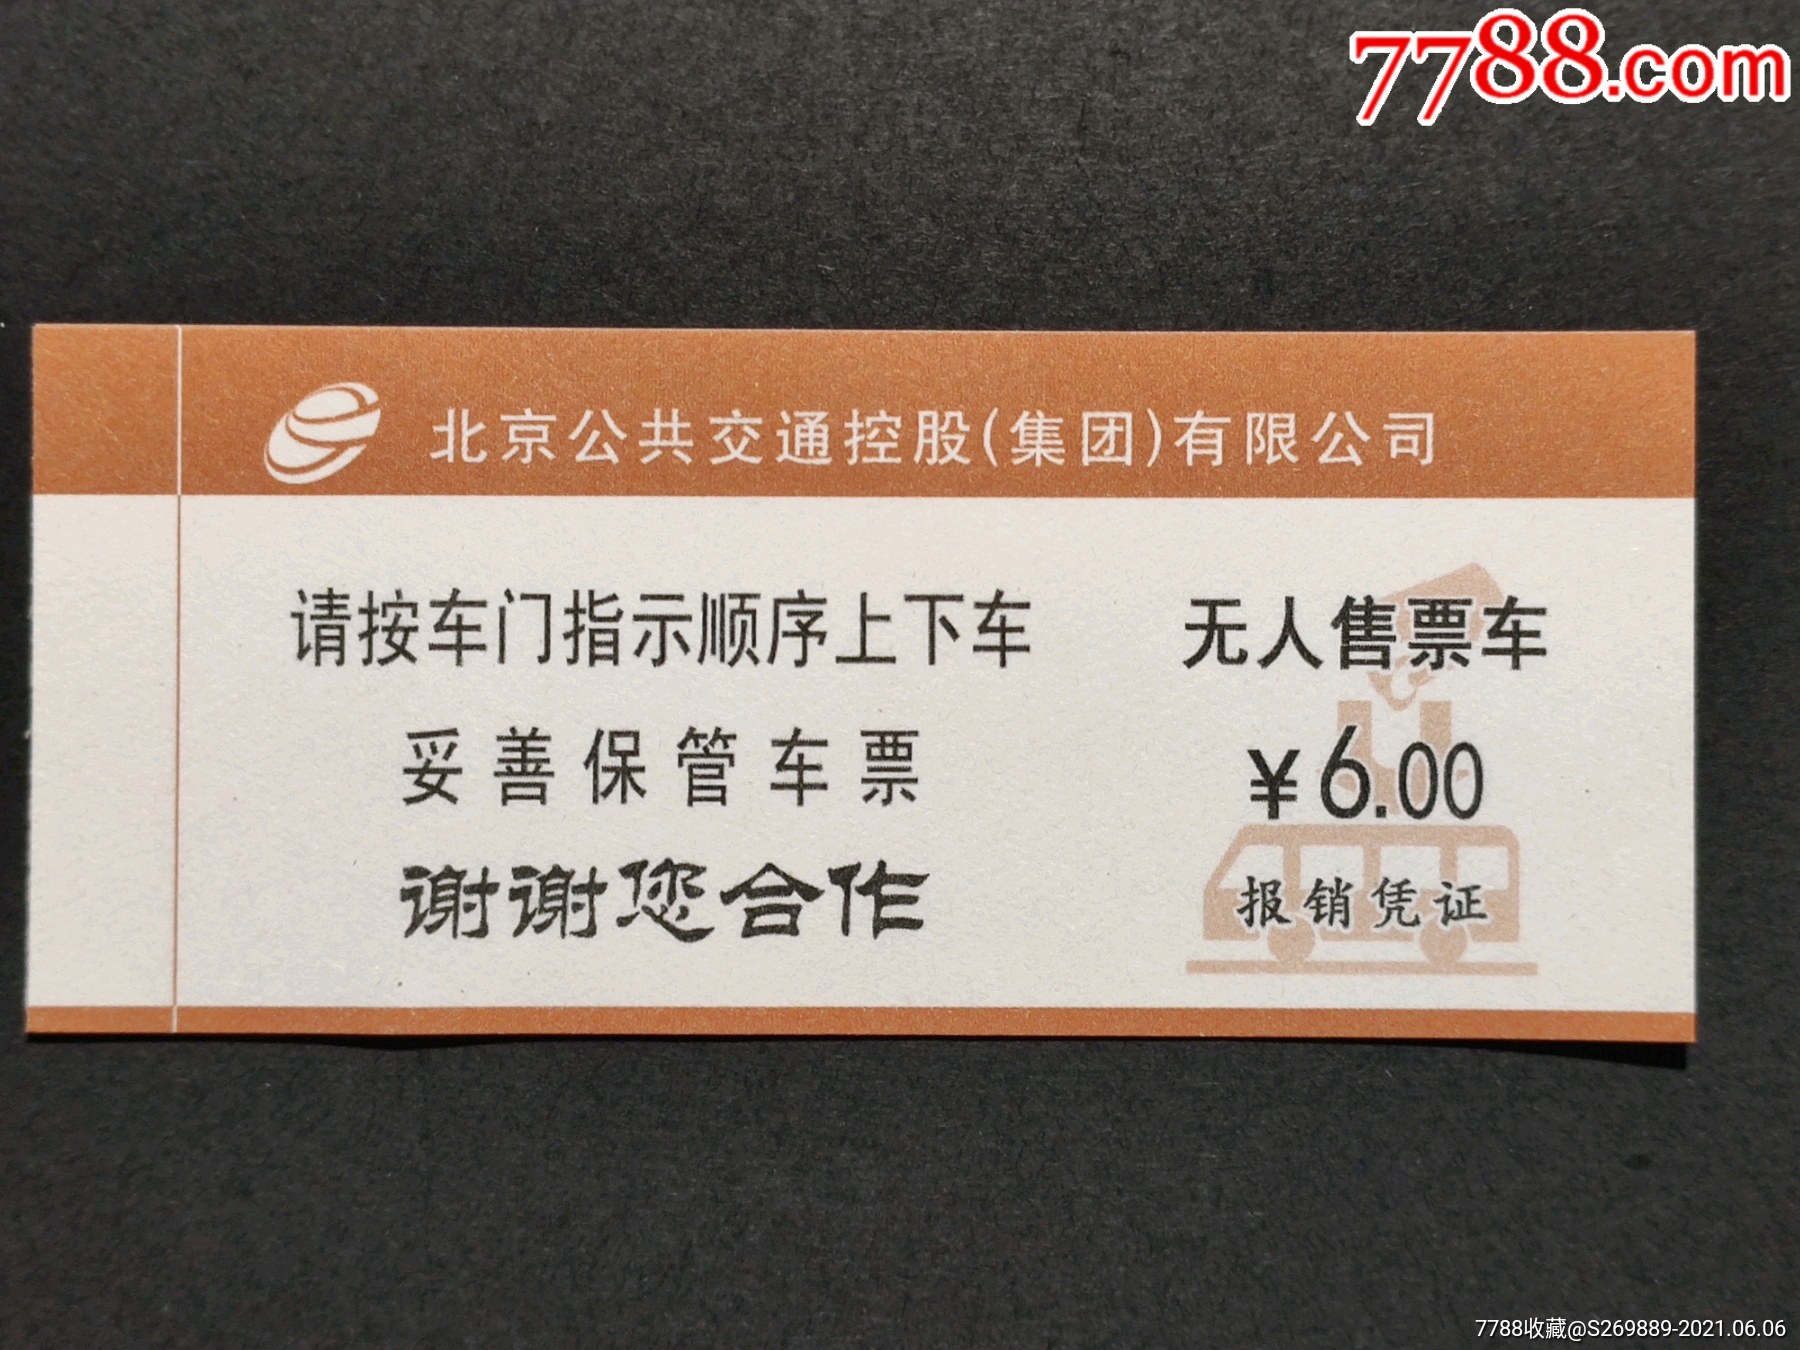 7788.com
北京公共交通控股(集团)有限公司
请按车门指示顺序上下车
无人售票车
妥善保管车票
¥6.00
谢谢您合作
报销凭证
7788收藏@S269889-2021.06.06